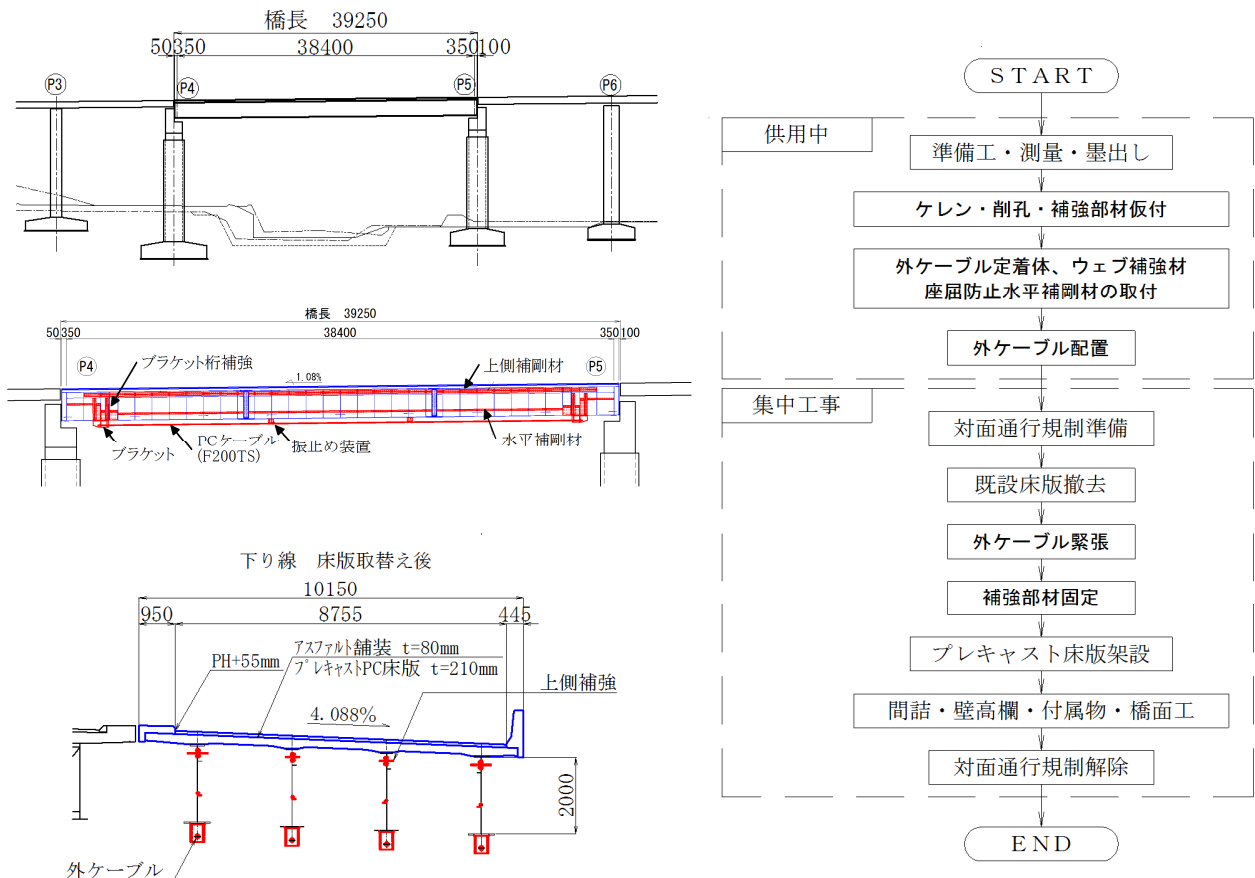 橋長 39250
50 350 38400 350 100
P3
P4
P5
P6
橋長 39250
50 350 38400 350 100
P4
ブラケット桁補強
1.08%
上側補剛材
P5
ブラケット
PCケーブル
(F200TS)
振止め装置
水平補剛材
下り線 床版取替え後
10150
950 8755 445
PH+55mm
アスファルト舗装 t=80mm
プレキャストPC床版 t=210mm
上側補強
4.088%
2000
外ケーブル
START
供用中
準備工・測量・墨出し
ケレン・削孔・補強部材仮付
外ケーブル定着体、ウェブ補強材
座屈防止水平補剛材の取付
外ケーブル配置
集中工事
対面通行規制準備
既設床版撤去
外ケーブル緊張
補強部材固定
プレキャスト床版架設
間詰・壁高欄・付属物・橋面工
対面通行規制解除
END